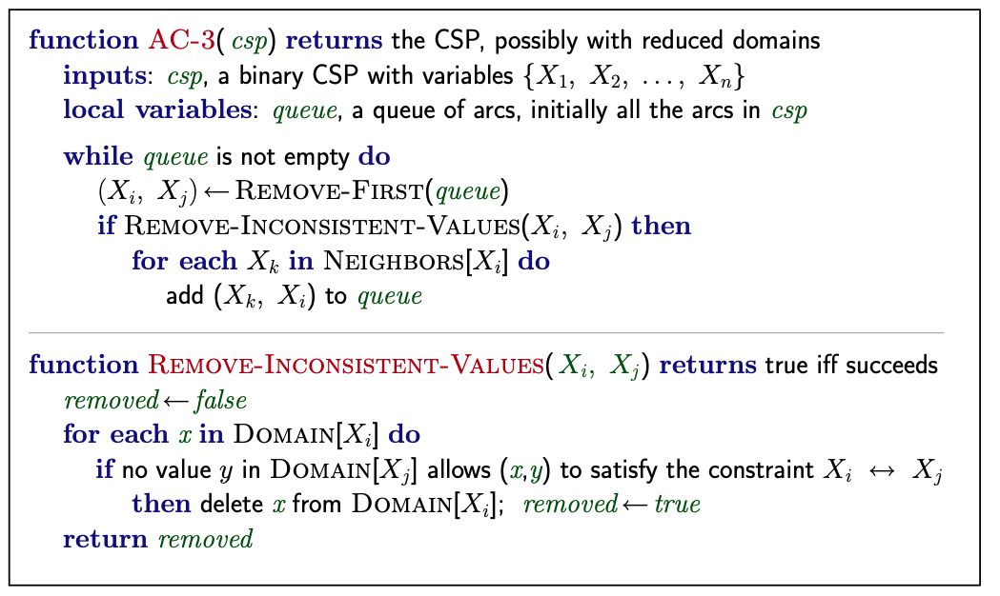 function AC-3( csp) returns the CSP, possibly with reduced domains
inputs: csp, a binary CSP with variables {X₁, X₂, ..., Xₙ}
local variables: queue, a queue of arcs, initially all the arcs in csp
while queue is not empty do
(Xᵢ, Xⱼ) ← REMOVE-FIRST(queue)
if REMOVE-INCONSISTENT-VALUES(Xᵢ, Xⱼ) then
for each Xₖ in NEIGHBORS[Xᵢ] do
add (Xₖ, Xᵢ) to queue
function REMOVE-INCONSISTENT-VALUES( Xᵢ, Xⱼ) returns true iff succeeds
removed ← false
for each x in DOMAIN[Xᵢ] do
if no value y in DOMAIN[Xⱼ] allows (x,y) to satisfy the constraint Xᵢ ↔ Xⱼ
then delete x from DOMAIN[Xᵢ]; removed ← true
return removed